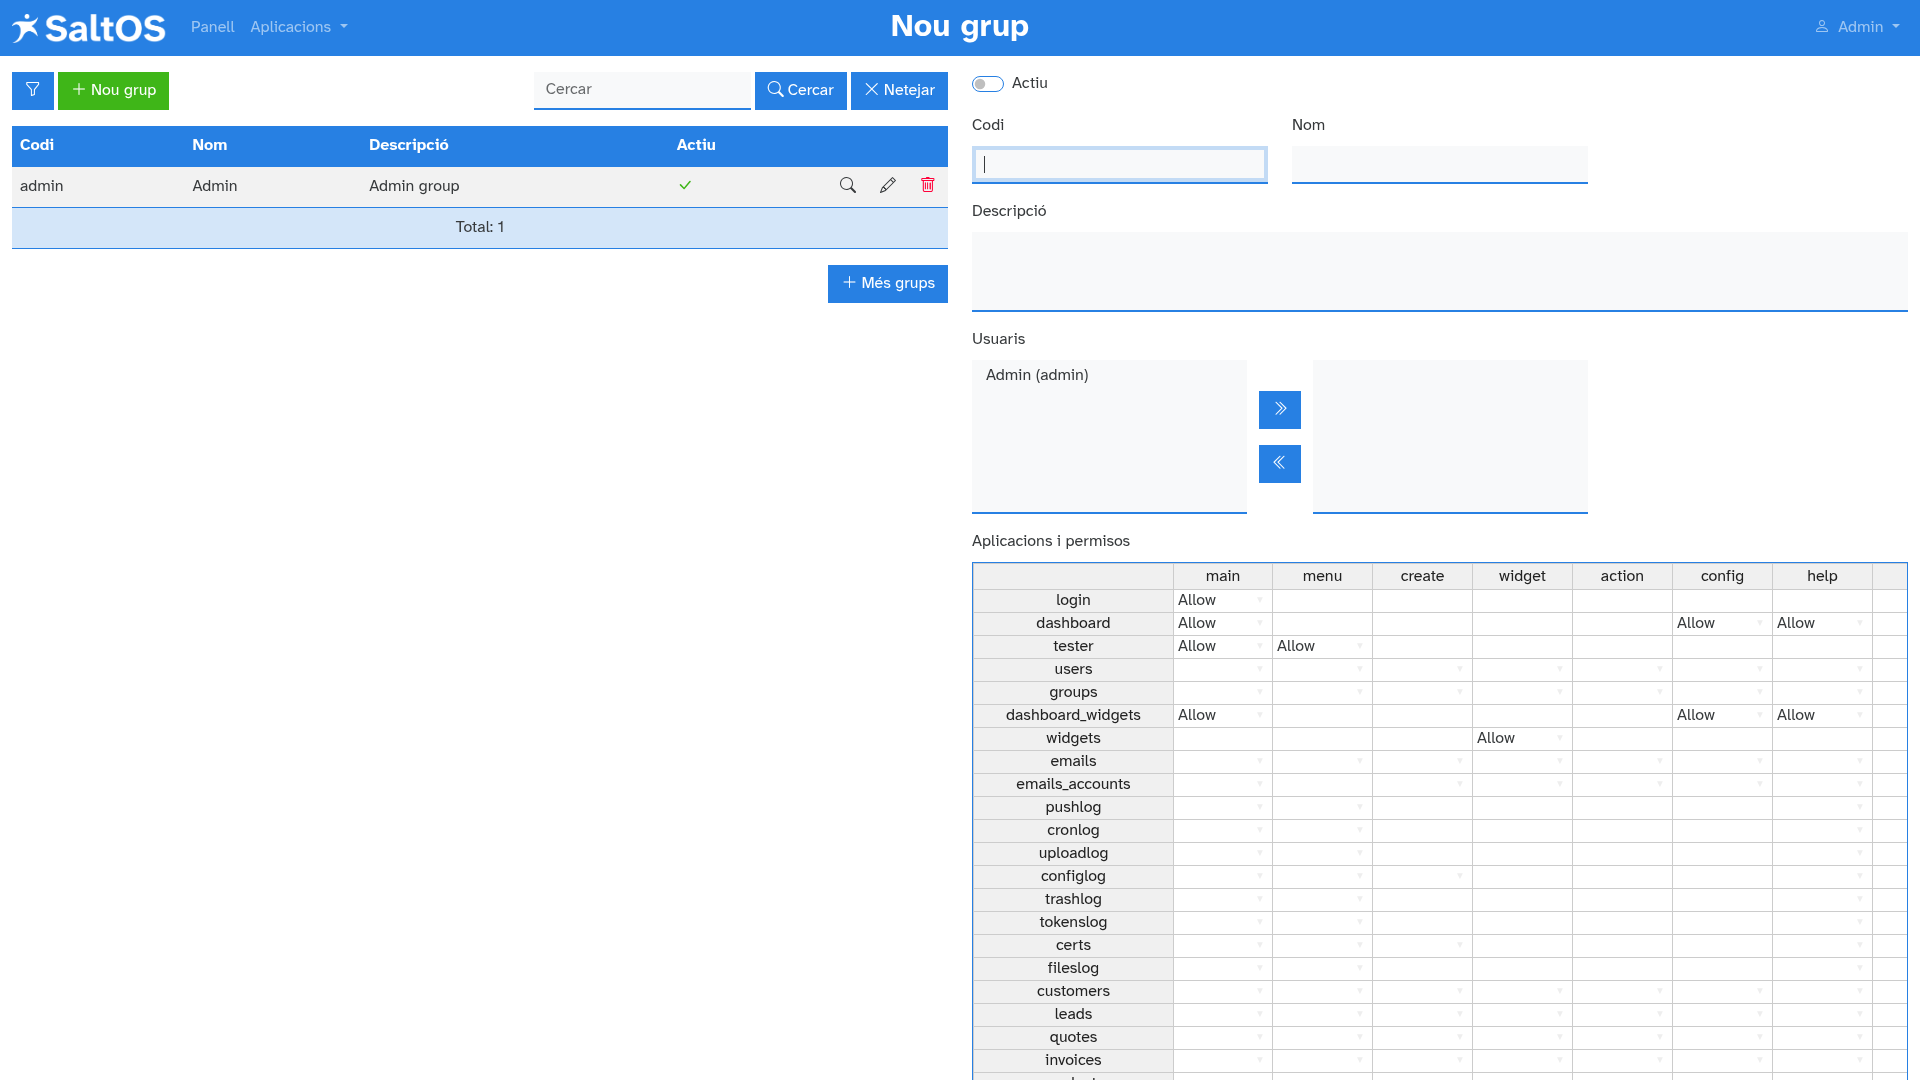 SaltOS
Panell
Aplicacions
Nou grup
Admin
Nou grup
Cercar
Cercar
Netejar
Codi Nom Descripció Actiu
admin Admin Admin group
Total: 1
Més grups
Actiu
Codi Nom
Descripció
Usuaris
Admin (admin)
Aplicacions i permisos
main menu create widget action config help
login Allow
dashboard Allow Allow Allow
tester Allow Allow
users
groups
dashboard_widgets Allow Allow Allow
widgets Allow
emails
emails_accounts
pushlog
cronlog
uploadlog
configlog
trashlog
tokenslog
certs
fileslog
customers
leads
quotes
invoices